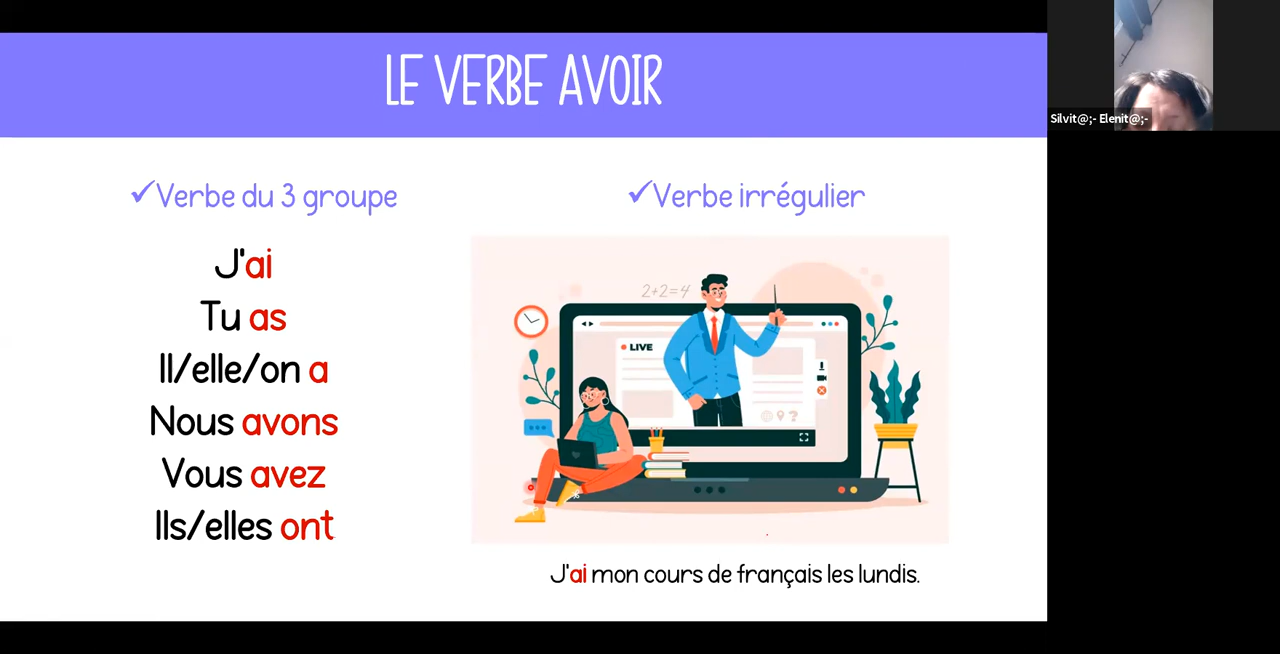 LE VERBE AVOIR
✓Verbe du 3 groupe
J'ai
Tu as
Il/elle/on a
Nous avons
Vous avez
Ils/elles ont
✓Verbe irrégulier
2+2=4
LIVE
?
J'ai mon cours de français les lundis.
Silvit@;- Elenit@;-